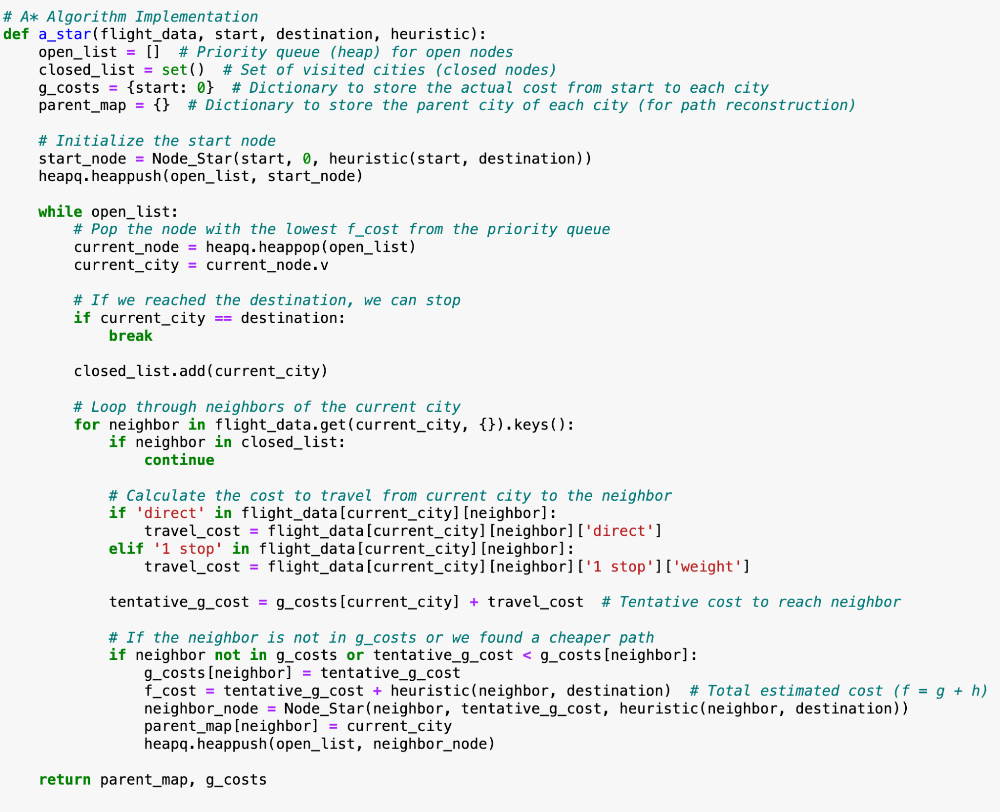 # A* Algorithm Implementation
def a_star(flight_data, start, destination, heuristic):
    open_list = []  # Priority queue (heap) for open nodes
    closed_list = set()  # Set of visited cities (closed nodes)
    g_costs = {start: 0}  # Dictionary to store the actual cost from start to each city
    parent_map = {}  # Dictionary to store the parent city of each city (for path reconstruction)

    # Initialize the start node
    start_node = Node_Star(start, 0, heuristic(start, destination))
    heapq.heappush(open_list, start_node)

    while open_list:
        # Pop the node with the lowest f_cost from the priority queue
        current_node = heapq.heappop(open_list)
        current_city = current_node.v

        # If we reached the destination, we can stop
        if current_city == destination:
            break

        closed_list.add(current_city)

        # Loop through neighbors of the current city
        for neighbor in flight_data.get(current_city, {}).keys():
            if neighbor in closed_list:
                continue

            # Calculate the cost to travel from current city to the neighbor
            if 'direct' in flight_data[current_city][neighbor]:
                travel_cost = flight_data[current_city][neighbor]['direct']
            elif '1 stop' in flight_data[current_city][neighbor]:
                travel_cost = flight_data[current_city][neighbor]['1 stop']['weight']

            tentative_g_cost = g_costs[current_city] + travel_cost  # Tentative cost to reach neighbor

            # If the neighbor is not in g_costs or we found a cheaper path
            if neighbor not in g_costs or tentative_g_cost < g_costs[neighbor]:
                g_costs[neighbor] = tentative_g_cost
                f_cost = tentative_g_cost + heuristic(neighbor, destination)  # Total estimated cost (f = g + h)
                neighbor_node = Node_Star(neighbor, tentative_g_cost, heuristic(neighbor, destination))
                parent_map[neighbor] = current_city
                heapq.heappush(open_list, neighbor_node)

    return parent_map, g_costs